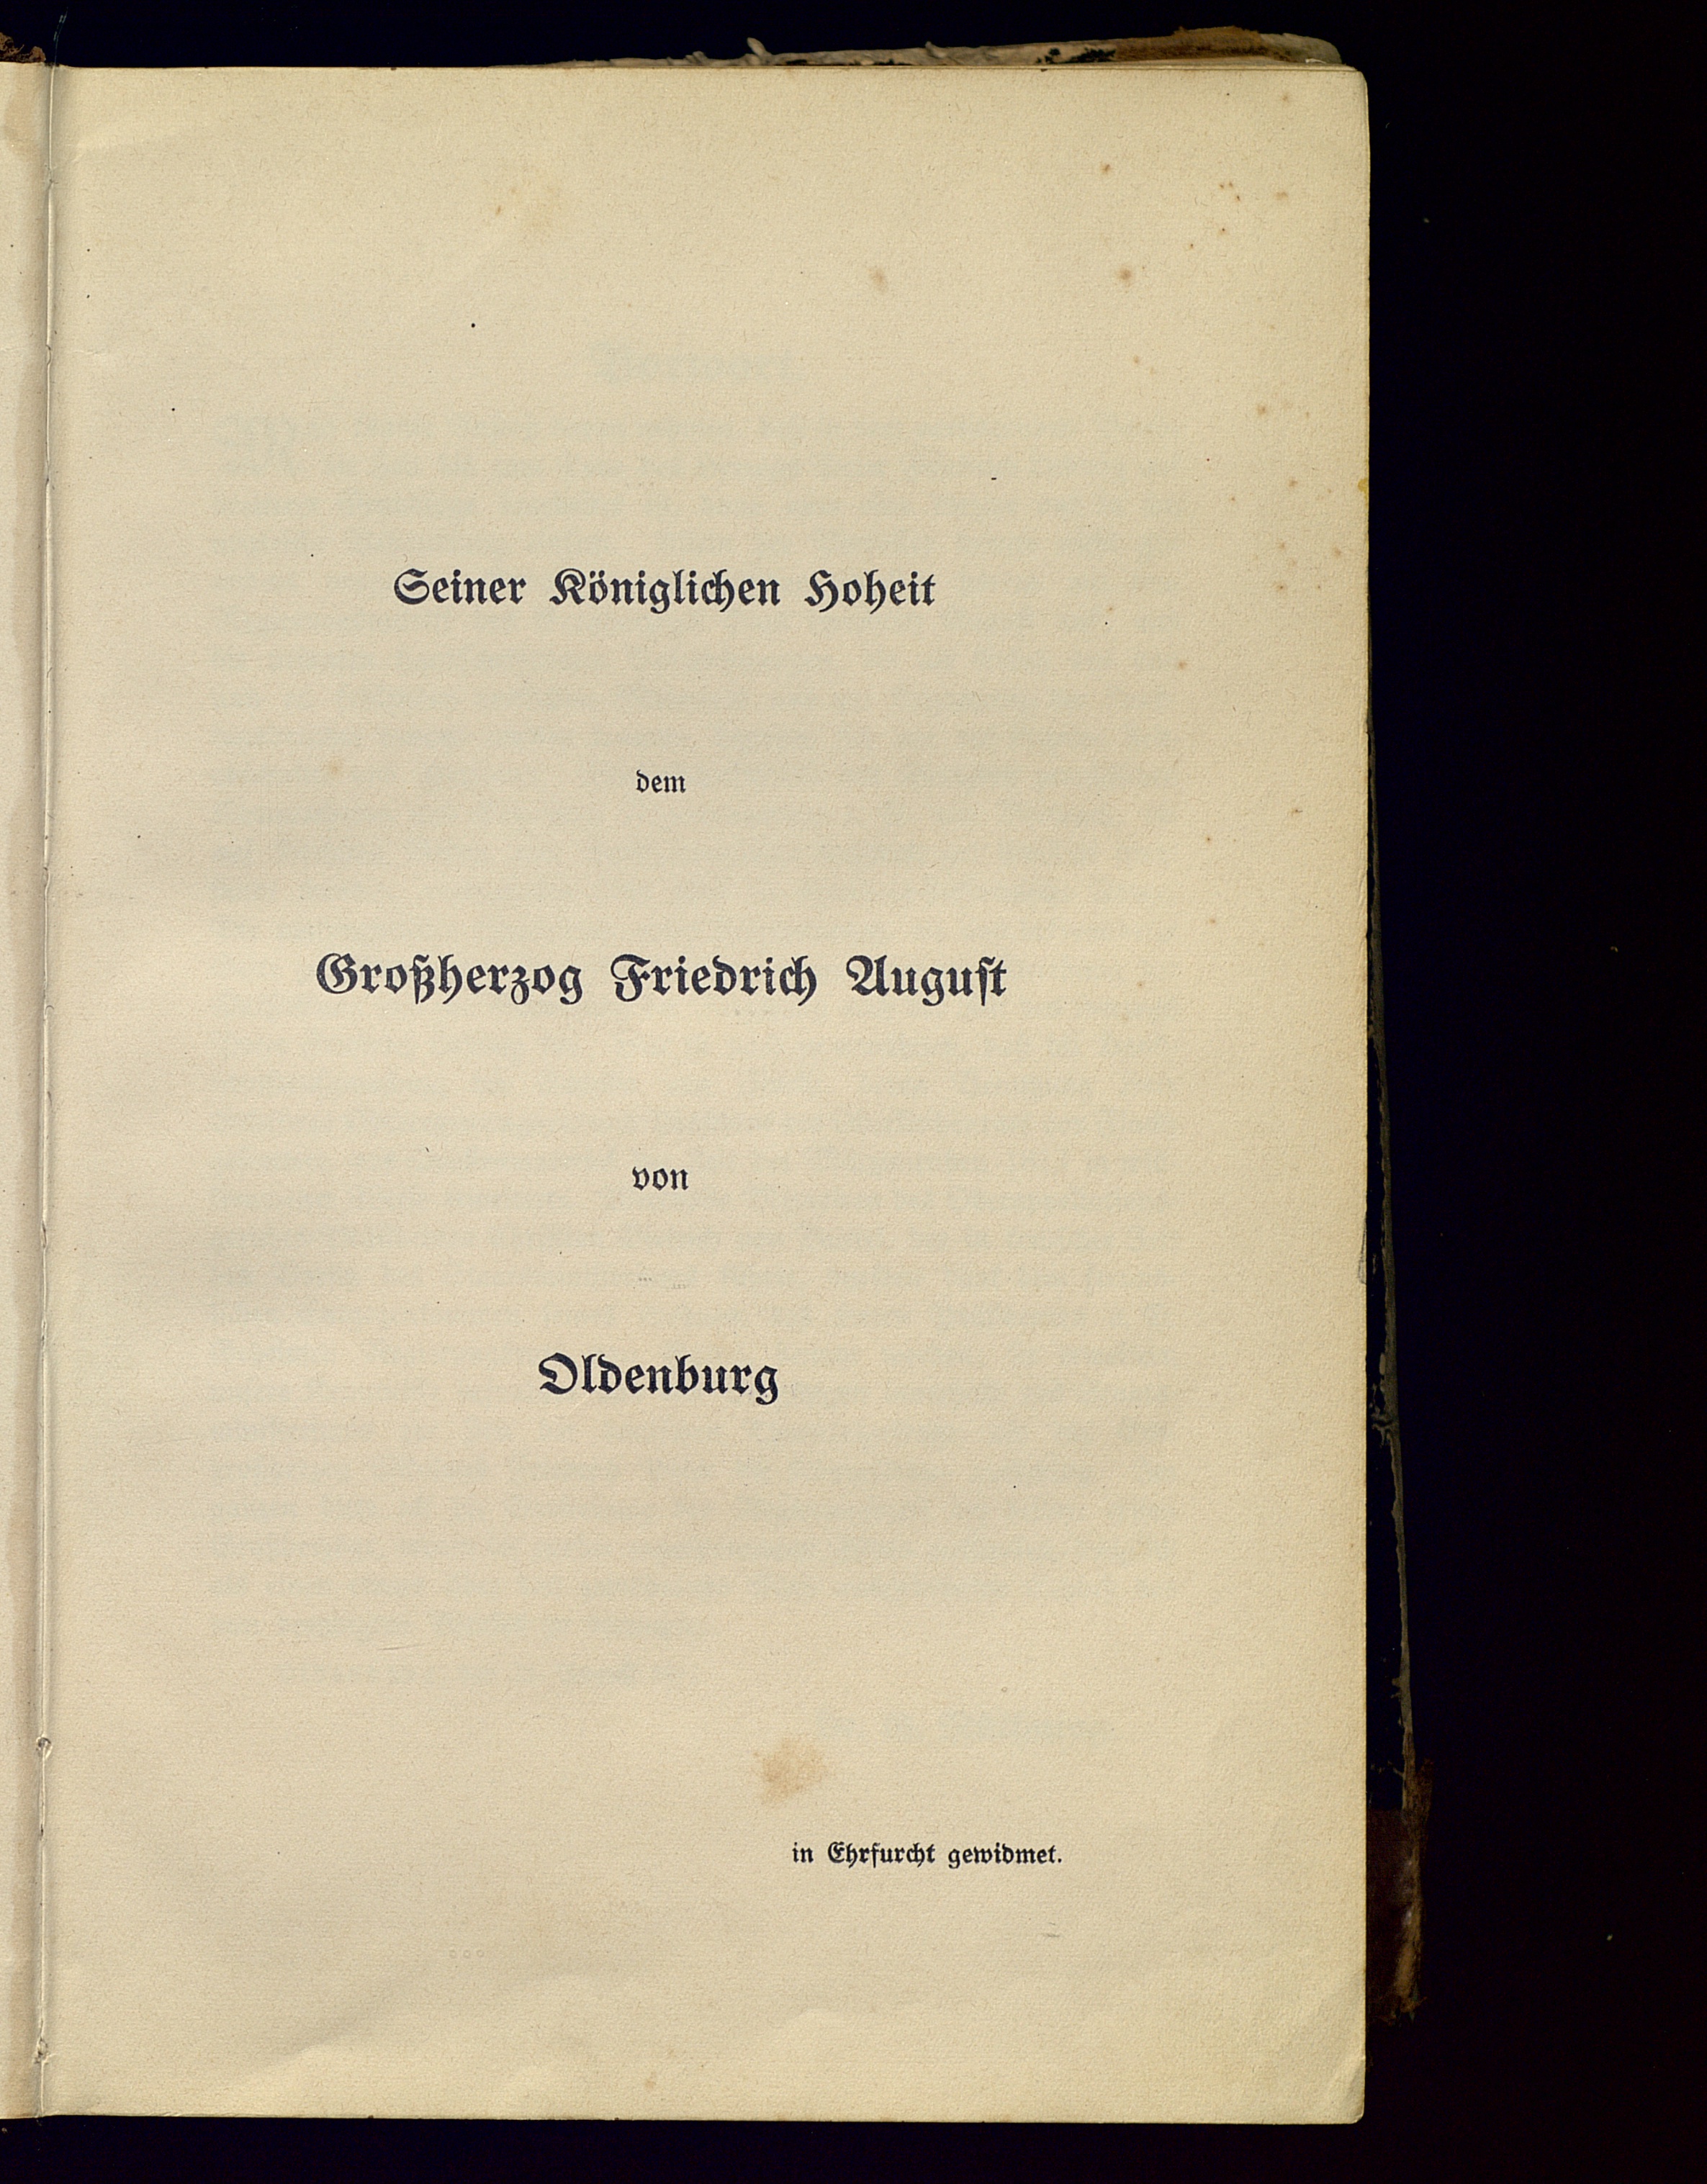 Seiner Königlichen Hoheit
dem
Großherzog Friedrich August
von
Oldenburg
in Ehrfurcht gewidmet.